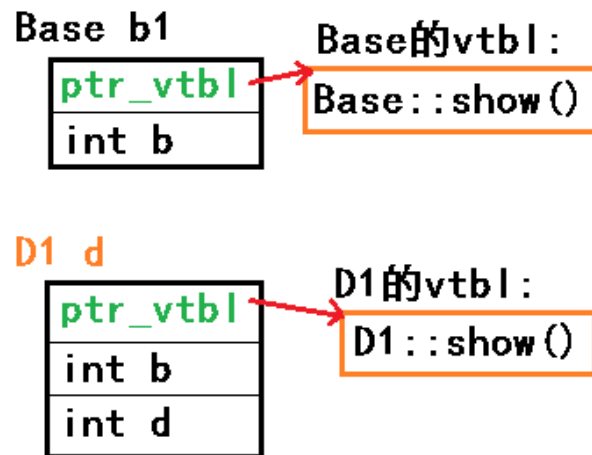 Base b1
Base的vtbl:
ptr_vtbl
Base::show()
int b
D1 d
D1的vtbl:
ptr_vtbl
D1::show()
int b
int d